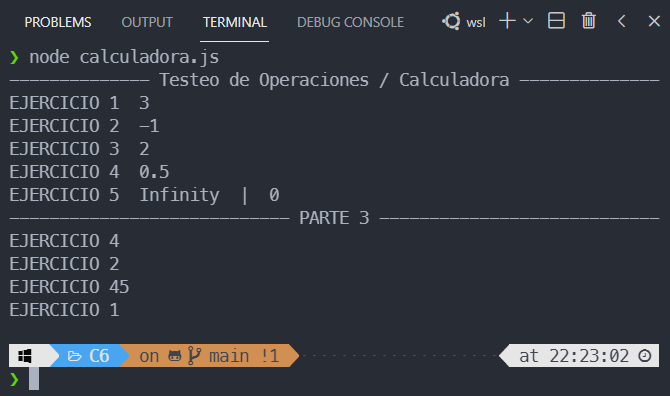 PROBLEMS OUTPUT TERMINAL DEBUG CONSOLE wsl
❯ node calculadora.js
-------------- Testeo de Operaciones / Calculadora --------------
EJERCICIO 1 3
EJERCICIO 2 -1
EJERCICIO 3 2
EJERCICIO 4 0.5
EJERCICIO 5 Infinity | 0
---------------------------- PARTE 3 ----------------------------
EJERCICIO 4
EJERCICIO 2
EJERCICIO 45
EJERCICIO 1
C6 on main !1 at 22:23:02
❯